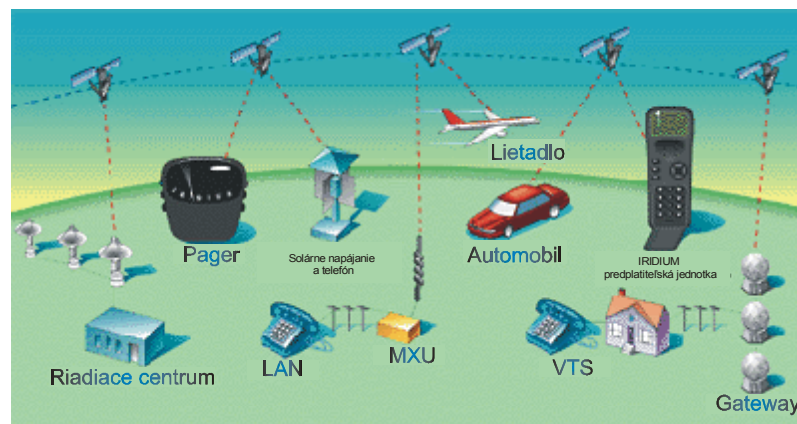 Lietadlo
Pager
Solárne napájanie
a telefón
Automobil
IRIDIUM
predplatiteľská jednotka
Riadiace centrum
LAN
MXU
VTS
Gateway